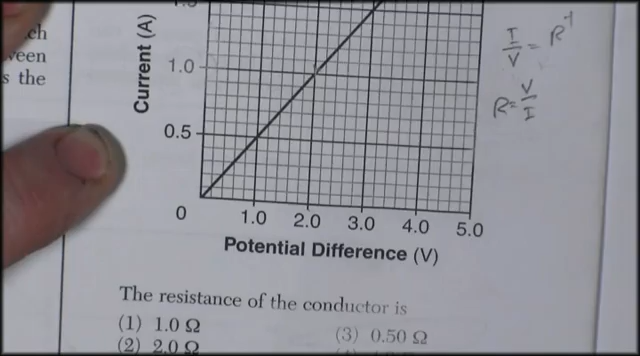 ch
ween
s the
Current (A)
1.0
0.5
0
1.0 2.0 3.0 4.0 5.0
Potential Difference (V)
I/V = R⁻¹
R = V/I
The resistance of the conductor is
(1) 1.0 Ω
(3) 0.50 Ω
(2) 2.0 Ω